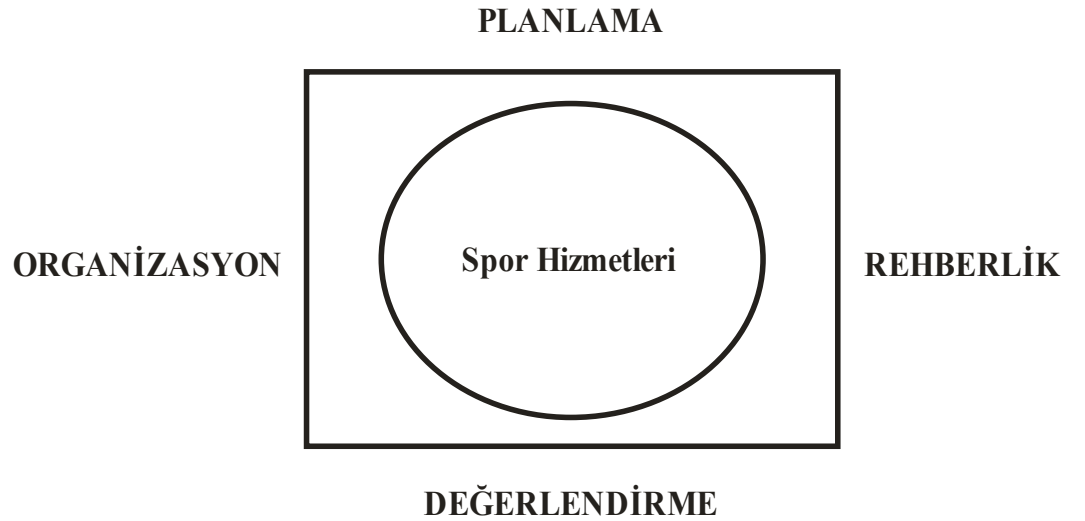 PLANLAMA
ORGANİZASYON
Spor Hizmetleri
REHBERLİK
DEĞERLENDİRME